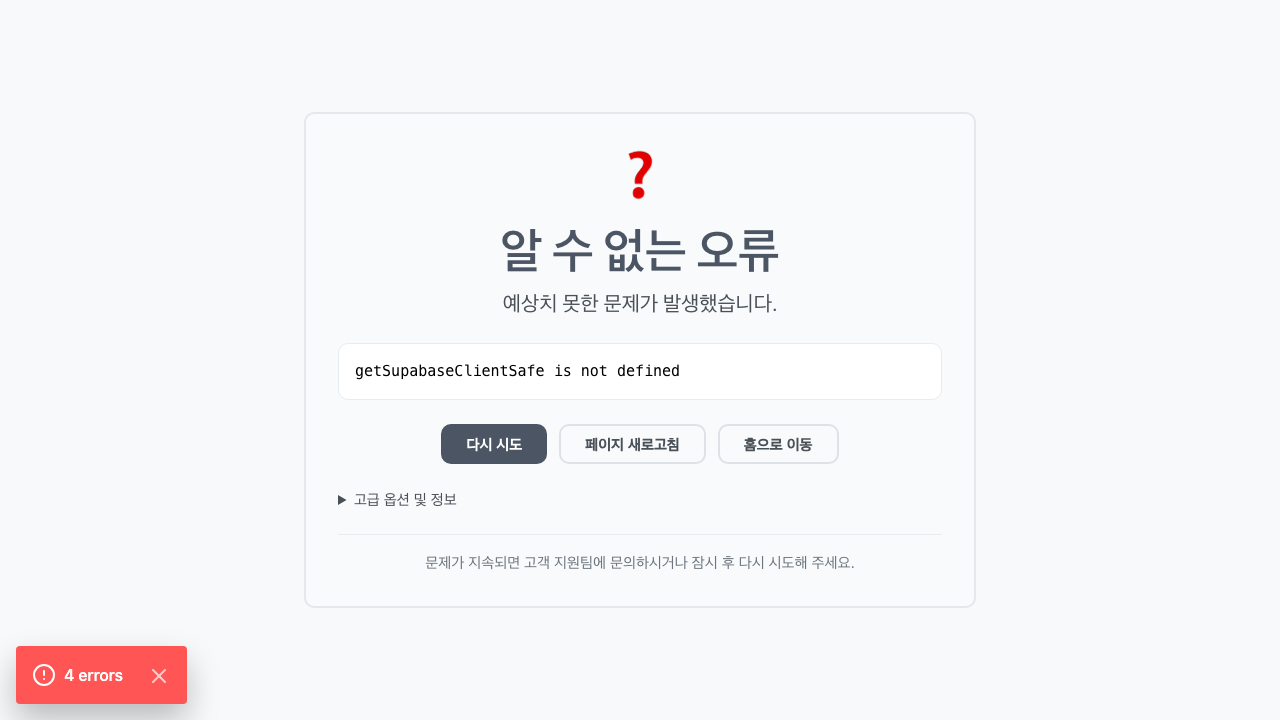 ?
알 수 없는 오류
예상치 못한 문제가 발생했습니다.
getSupabaseClientSafe is not defined
다시 시도
페이지 새로고침
홈으로 이동
고급 옵션 및 정보
문제가 지속되면 고객 지원팀에 문의하시거나 잠시 후 다시 시도해 주세요.
4 errors